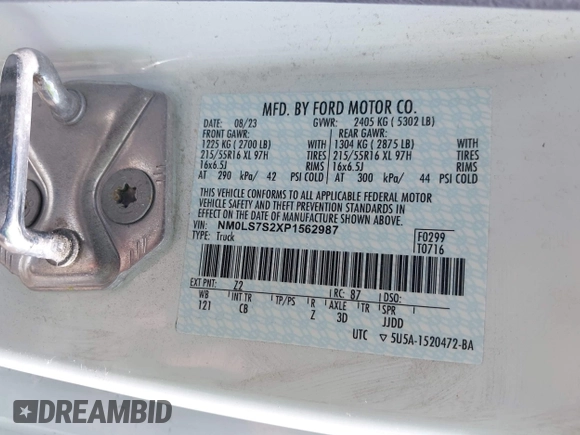 MFD. BY FORD MOTOR CO.
DATE: 08/23 GVWR: 2405 KG ( 5302 LB)
FRONT GAWR: REAR GAWR:
1225 KG ( 2700 LB) WITH 1304 KG ( 2875 LB) WITH
215/55R16 XL 97H TIRES 215/55R16 XL 97H TIRES
16x6.5J RIMS 16x6.5J RIMS
AT 290 kPa/ 42 PSI COLD AT 300 kPa/ 44 PSI COLD
THIS VEHICLE CONFORMS TO ALL APPLICABLE FEDERAL MOTOR
VEHICLE SAFETY AND THEFT PREVENTION STANDARDS IN
EFFECT ON THE DATE OF MANUFACTURE SHOWN ABOVE.
VIN: NM0LS7S2XP1562987 F0299
TYPE: Truck T0716
EXT PNT: Z2 RC: 87 DSO:
WB INT TR TP/PS R AXLE TR SPR
121 CB Z 3D JJDD
UTC ▽ 5U5A-1520472-BA
DREAMBID